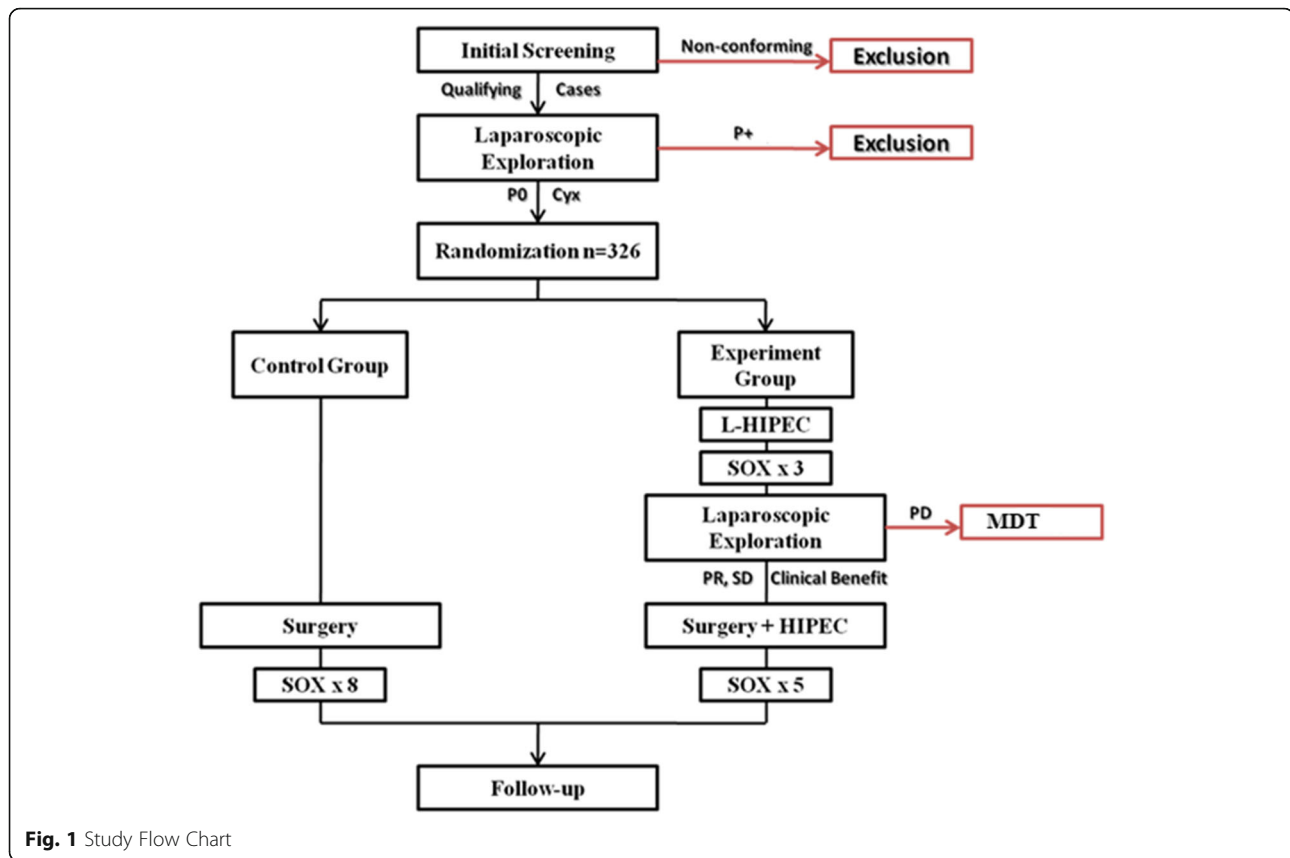 Initial Screening
Non-conforming
Exclusion
Qualifying Cases
Laparoscopic
Exploration
P+
Exclusion
P0 Cyx
Randomization n=326
Control Group
Experiment
Group
L-HIPEC
SOX x 3
Laparoscopic
Exploration
PD
MDT
PR, SD Clinical Benefit
Surgery
Surgery + HIPEC
SOX x 8
SOX x 5
Follow-up
Fig. 1 Study Flow Chart